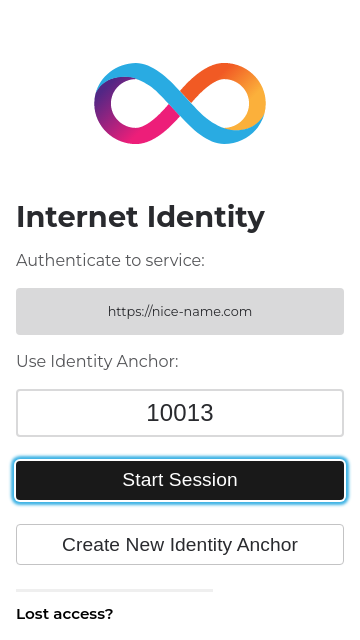 Internet Identity
Authenticate to service:
https://nice-name.com
Use Identity Anchor:
10013
Start Session
Create New Identity Anchor
Lost access?